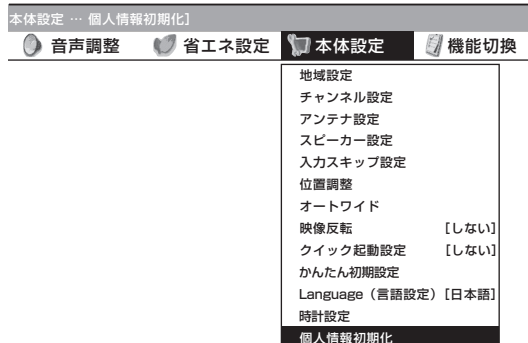 本体設定 … 個人情報初期化]
音声調整 省エネ設定 本体設定 機能切換
地域設定
チャンネル設定
アンテナ設定
スピーカー設定
入力スキップ設定
位置調整
オートワイド
映像反転 [しない]
クイック起動設定 [しない]
かんたん初期設定
Language（言語設定）[日本語]
時計設定
個人情報初期化